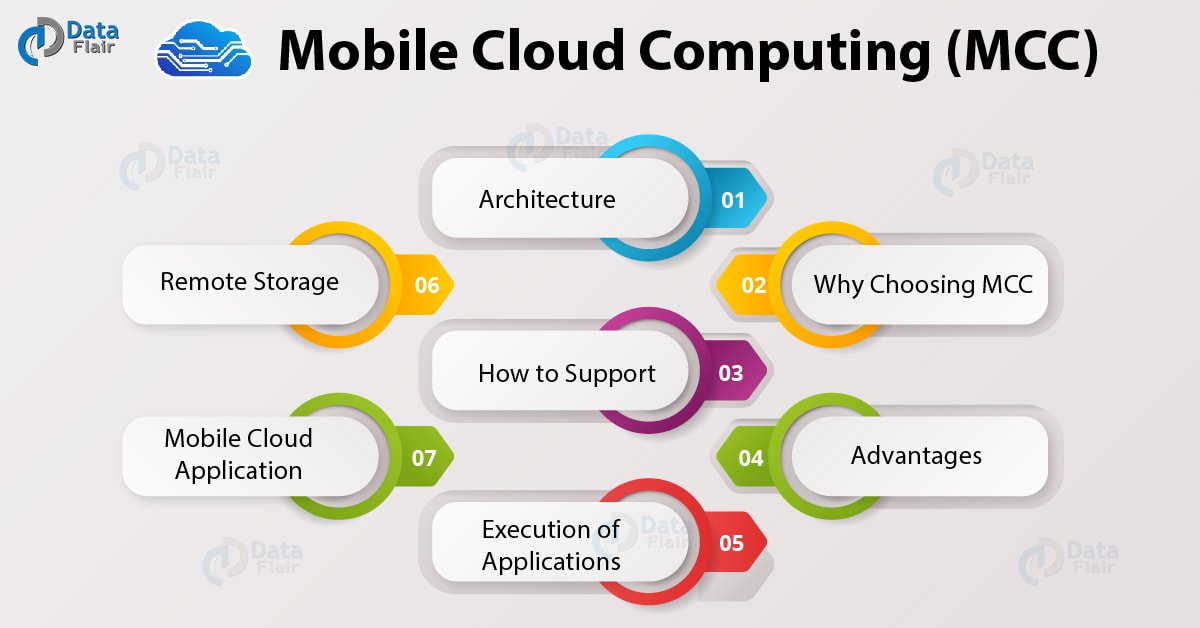 Data
Flair
Mobile Cloud Computing (MCC)
Data
Flair
Data
Flair
Data
Flair
Architecture
01
Remote Storage
06
02
Why Choosing MCC
How to Support
03
Mobile Cloud
Application
07
04
Advantages
Execution of
Applications
05
Data
Flair
Data
Flair
Data
Flair